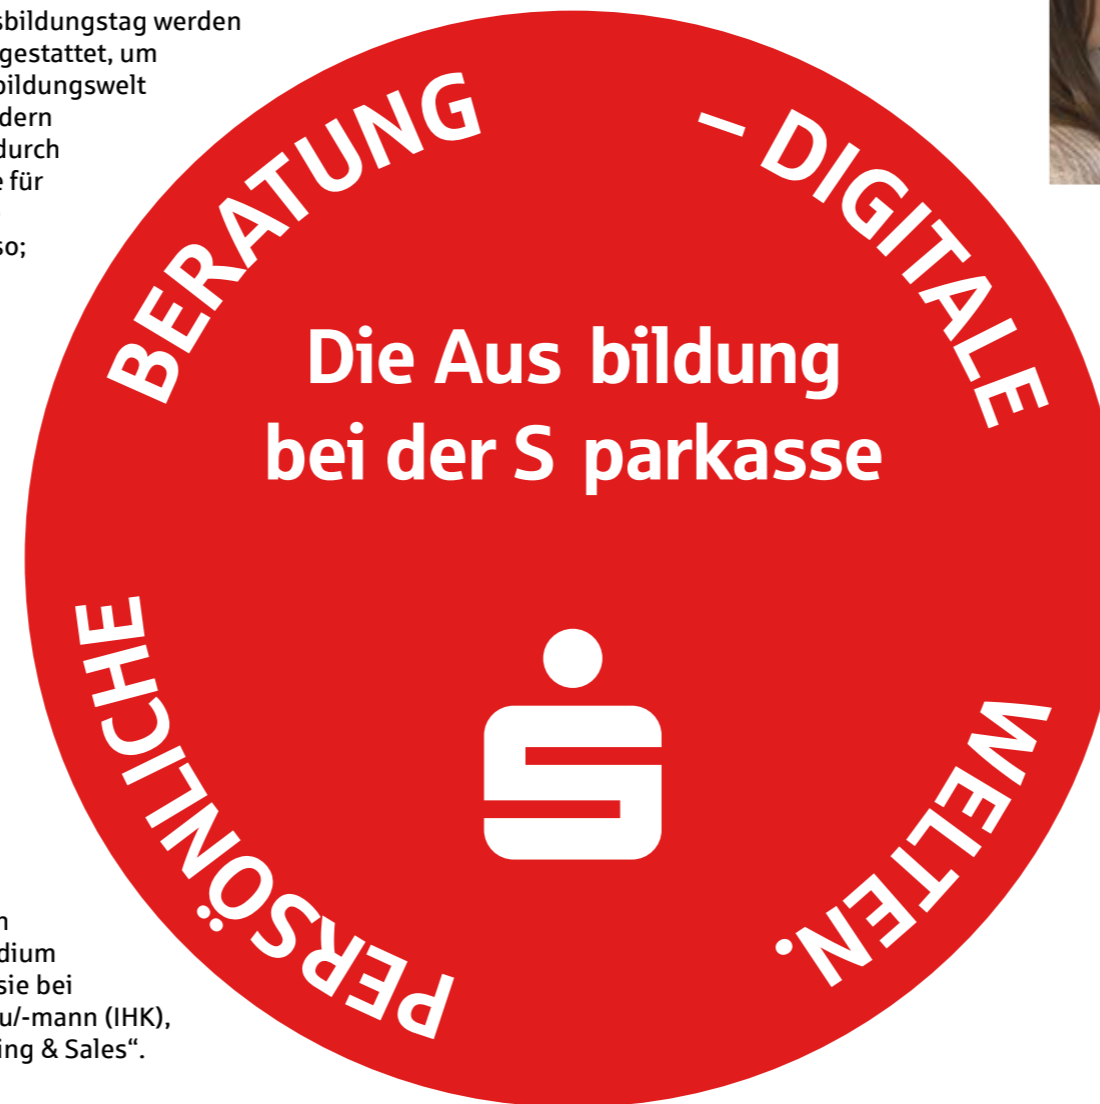 sbildungstag werden
gestattet, um
bildungswelt
dern
durch
e für
so;
PERSÖNLICHE
BERATUNG
– DIGITALE
WELTEN.
Die Aus bildung
bei der S parkasse
n
dium
sie bei
u/-mann (IHK),
ing & Sales“.